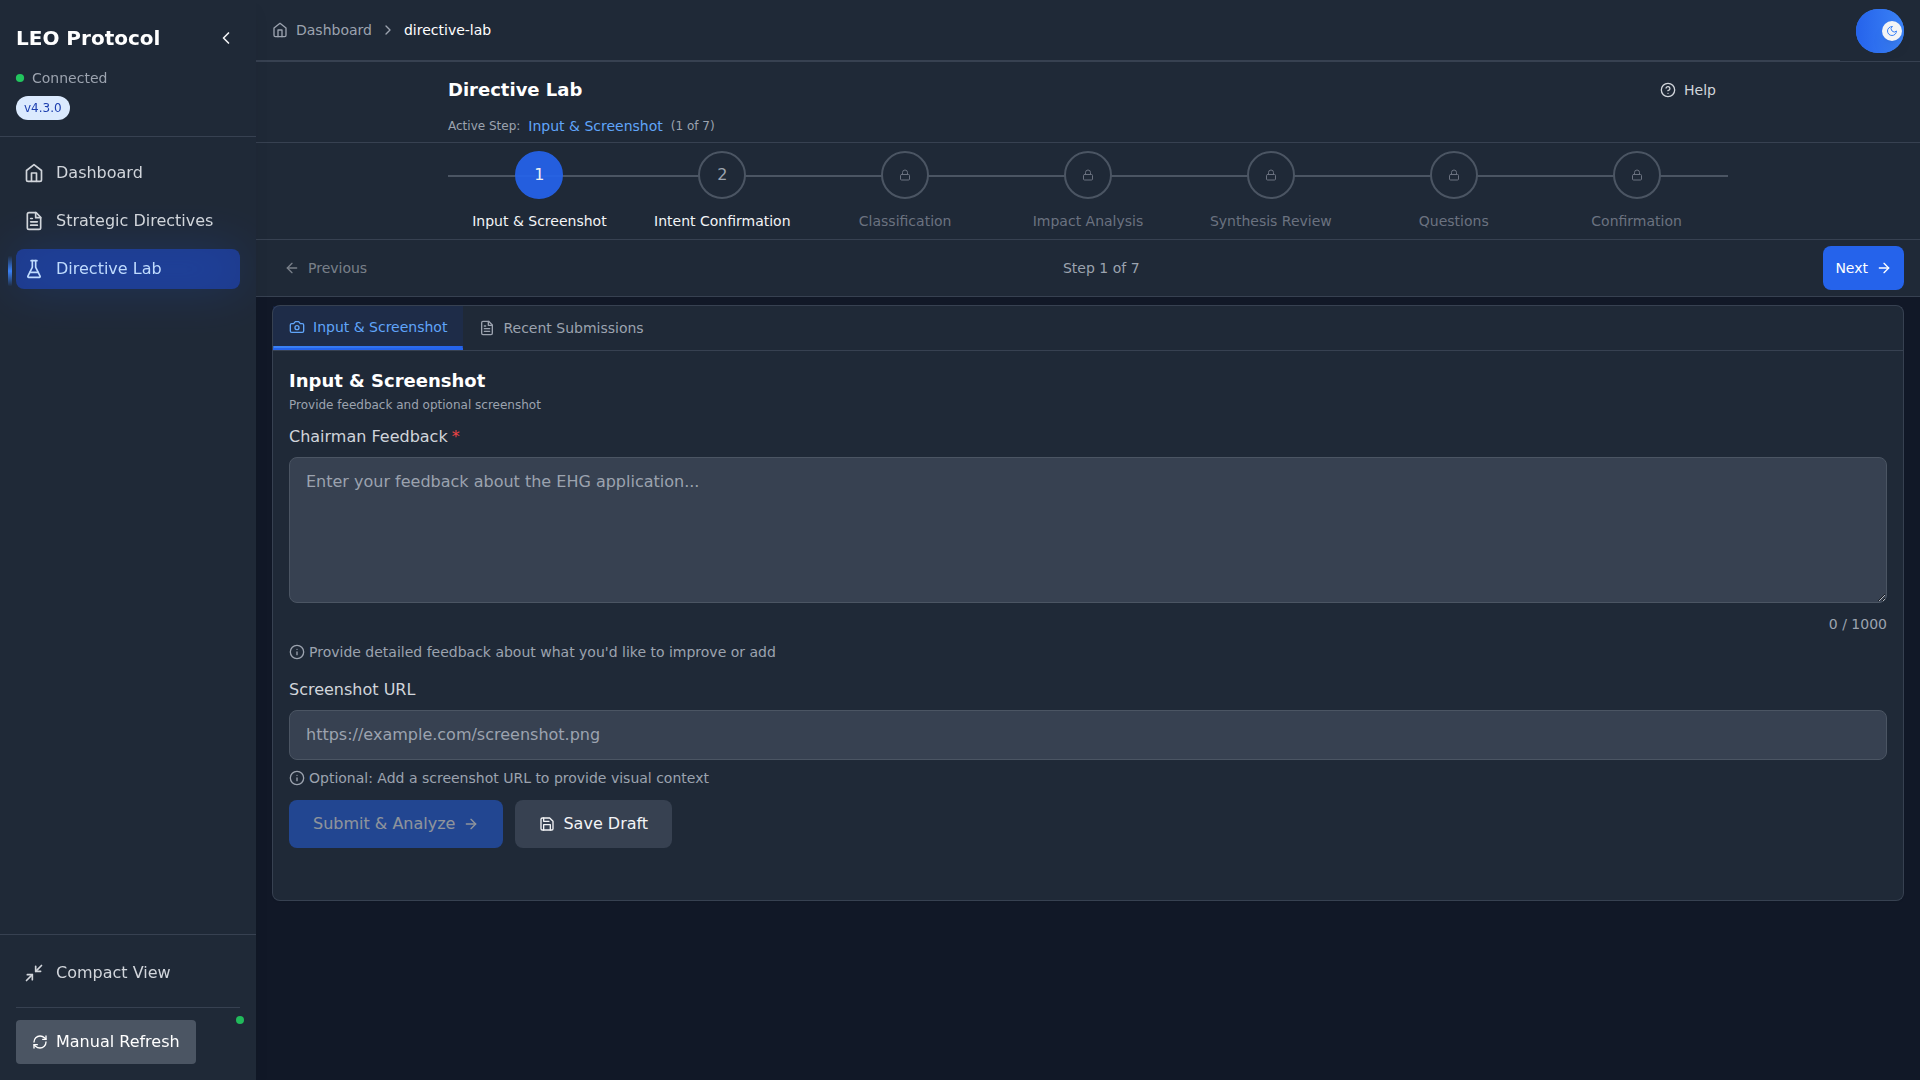 LEO Protocol
Connected
v4.3.0
Dashboard
Strategic Directives
Directive Lab
Compact View
Manual Refresh
Dashboard
directive-lab
Directive Lab
Help
Active Step: Input & Screenshot (1 of 7)
1
2
Input & Screenshot
Intent Confirmation
Classification
Impact Analysis
Synthesis Review
Questions
Confirmation
Previous
Step 1 of 7
Next
Input & Screenshot
Recent Submissions
Input & Screenshot
Provide feedback and optional screenshot
Chairman Feedback *
Enter your feedback about the EHG application...
0 / 1000
Provide detailed feedback about what you'd like to improve or add
Screenshot URL
https://example.com/screenshot.png
Optional: Add a screenshot URL to provide visual context
Submit & Analyze
Save Draft